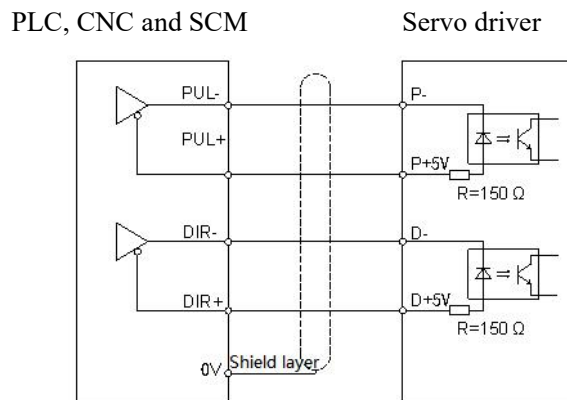 PLC, CNC and SCM Servo driver
PUL- P-
PUL+
P+5V
R=150 Ω
DIR- D-
DIR+ D+5V
R=150 Ω
0V Shield layer